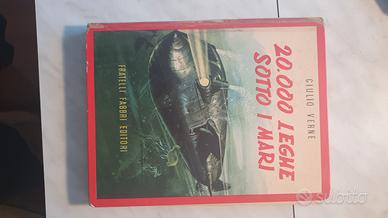 GIULIO VERNE
20.000 LEGHE
SOTTO I MARI
FRATELLI FABBRI EDITORI
subito